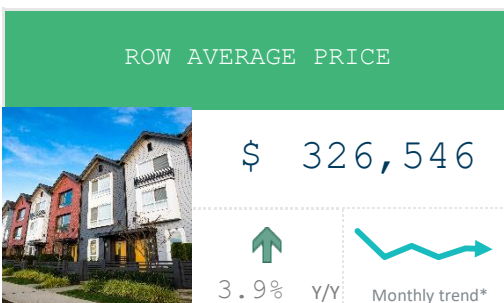 ROW AVERAGE PRICE
$ 326,546
3.9% Y/Y
Monthly trend*